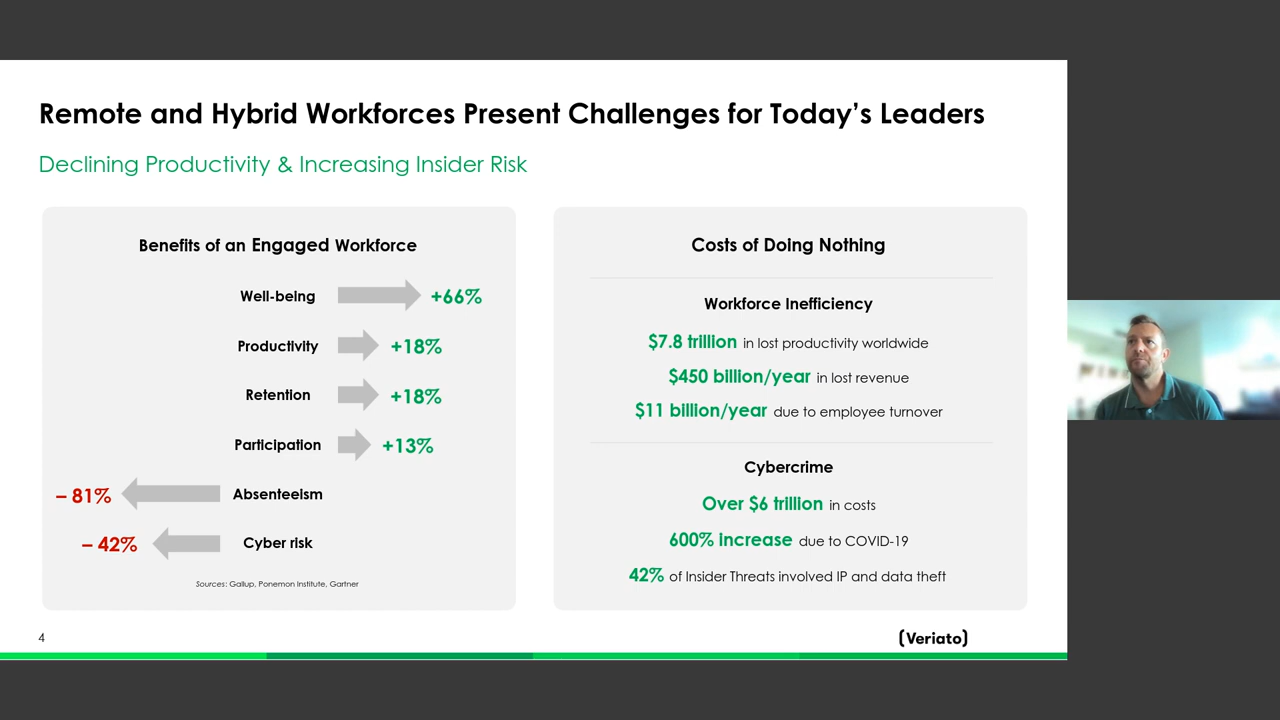 Remote and Hybrid Workforces Present Challenges for Today's Leaders
Declining Productivity & Increasing Insider Risk
Benefits of an Engaged Workforce
Well-being +66%
Productivity +18%
Retention +18%
Participation +13%
– 81% Absenteeism
– 42% Cyber risk
Sources: Gallup, Ponemon Institute, Gartner
Costs of Doing Nothing
Workforce Inefficiency
$7.8 trillion in lost productivity worldwide
$450 billion/year in lost revenue
$11 billion/year due to employee turnover
Cybercrime
Over $6 trillion in costs
600% increase due to COVID-19
42% of Insider Threats involved IP and data theft
4
(Veriato)